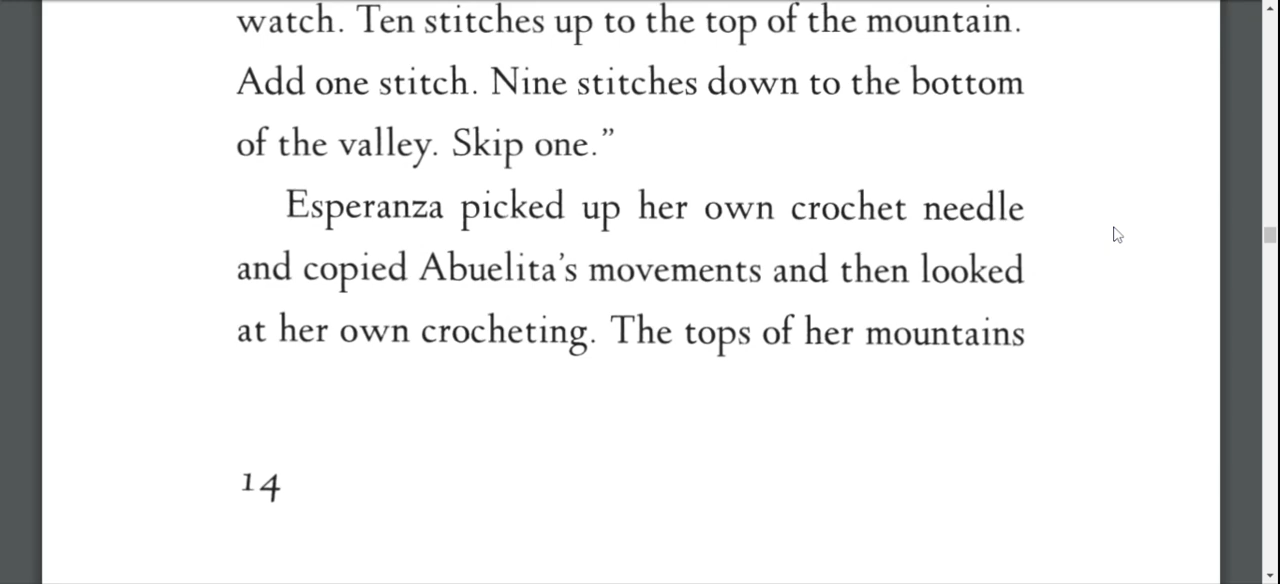 watch. Ten stitches up to the top of the mountain.
Add one stitch. Nine stitches down to the bottom
of the valley. Skip one.”
Esperanza picked up her own crochet needle
and copied Abuelita’s movements and then looked
at her own crocheting. The tops of her mountains
14